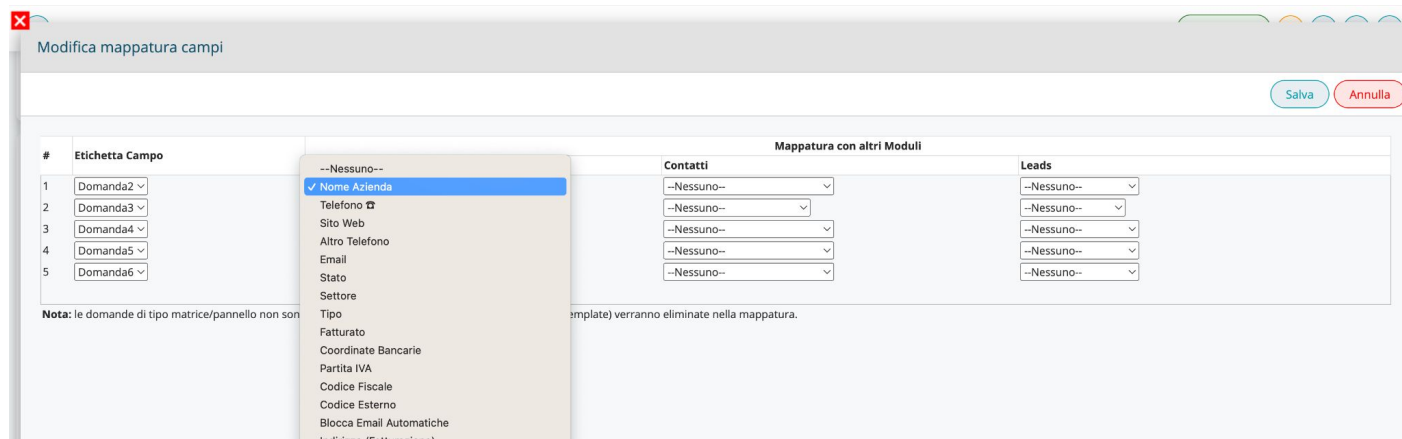 Modifica mappatura campi
Salva Annulla
# Etichetta Campo Mappatura con altri Moduli
Contatti Leads
1 Domanda2 --Nessuno-- --Nessuno--
2 Domanda3 --Nessuno-- --Nessuno--
3 Domanda4 --Nessuno-- --Nessuno--
4 Domanda5 --Nessuno-- --Nessuno--
5 Domanda6 --Nessuno-- --Nessuno--
--Nessuno--
✓ Nome Azienda
Telefono ☎
Sito Web
Altro Telefono
Email
Stato
Settore
Tipo
Fatturato
Coordinate Bancarie
Partita IVA
Codice Fiscale
Codice Esterno
Blocca Email Automatiche
Nota: le domande di tipo matrice/pannello non son emplate) verranno eliminate nella mappatura.